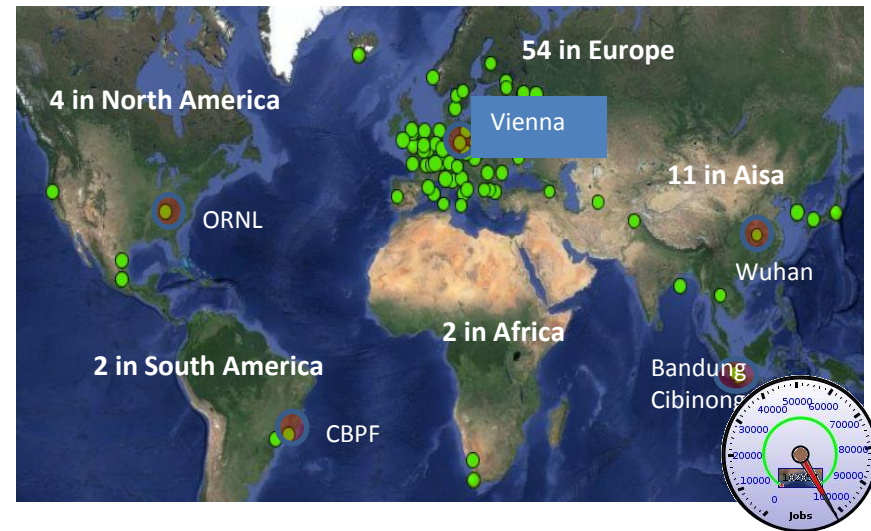 54 in Europe
4 in North America
Vienna
11 in Aisa
ORNL
Wuhan
2 in Africa
2 in South America
Bandung
Cibinong
CBPF
0
10000
20000
30000
40000
50000
60000
70000
80000
90000
100000
Jobs